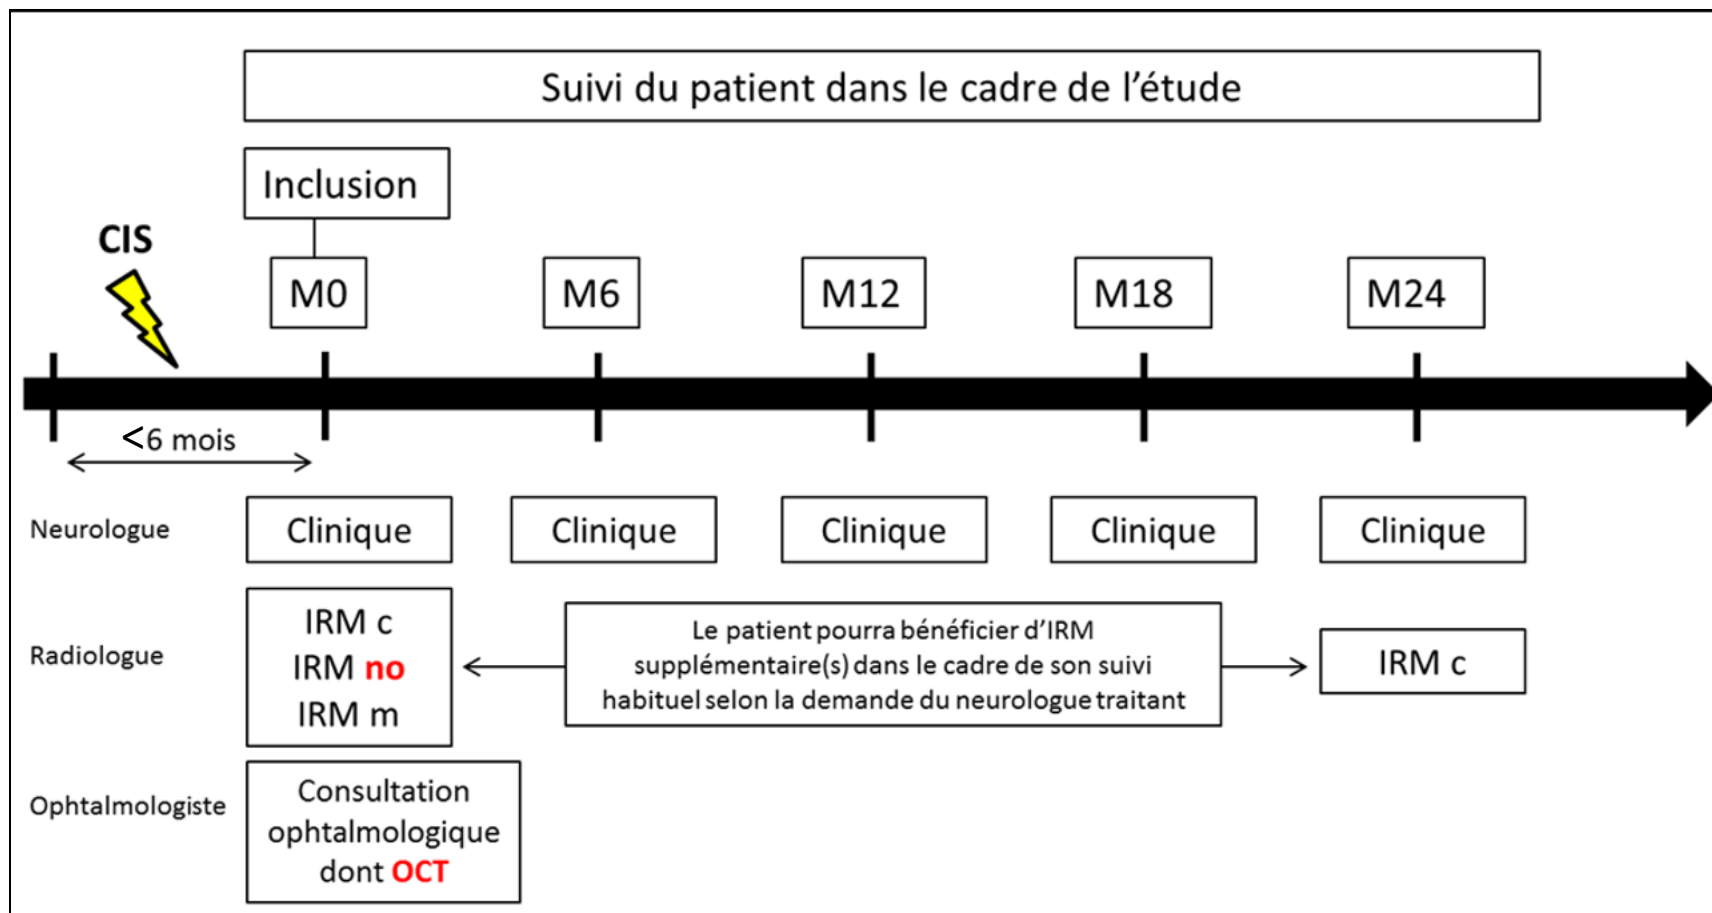 Suivi du patient dans le cadre de l'étude
Inclusion
CIS
M0
M6
M12
M18
M24
<6 mois
Neurologue
Clinique
Clinique
Clinique
Clinique
Clinique
Radiologue
IRM c
IRM no
IRM m
Le patient pourra bénéficier d'IRM
supplémentaire(s) dans le cadre de son suivi
habituel selon la demande du neurologue traitant
IRM c
Ophtalmologiste
Consultation
ophtalmologique
dont OCT